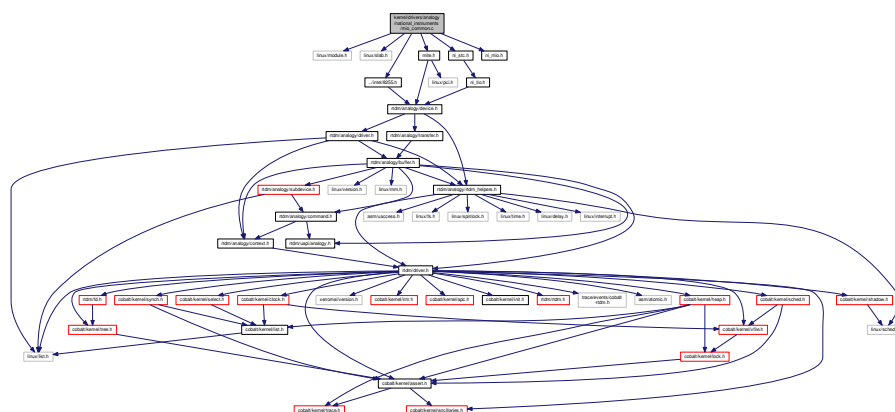 kernel/drivers/analogy
/national_instruments
/mio_common.c
linux/module.h
linux/slab.h
mite.h
ni_stc.h
ni_mio.h
../intel/8255.h
linux/pci.h
ni_tio.h
rtdm/analogy/device.h
rtdm/analogy/driver.h
rtdm/analogy/transfer.h
rtdm/analogy/buffer.h
rtdm/analogy/subdevice.h
linux/version.h
linux/mm.h
rtdm/analogy/rtdm_helpers.h
rtdm/analogy/command.h
asm/uaccess.h
linux/fs.h
linux/spinlock.h
linux/time.h
linux/delay.h
linux/interrupt.h
rtdm/analogy/context.h
rtdm/uapi/analogy.h
rtdm/driver.h
rtdm/fd.h
cobalt/kernel/synch.h
cobalt/kernel/select.h
cobalt/kernel/clock.h
xenomai/version.h
cobalt/kernel/intr.h
cobalt/kernel/apc.h
cobalt/kernel/init.h
rtdm/rtdm.h
trace/events/cobalt
-rtdm.h
asm/atomic.h
cobalt/kernel/heap.h
cobalt/kernel/sched.h
cobalt/kernel/shadow.h
cobalt/kernel/tree.h
cobalt/kernel/list.h
cobalt/kernel/vfile.h
linux/sched.h
linux/list.h
cobalt/kernel/lock.h
cobalt/kernel/assert.h
cobalt/kernel/trace.h
cobalt/kernel/ancillaries.h